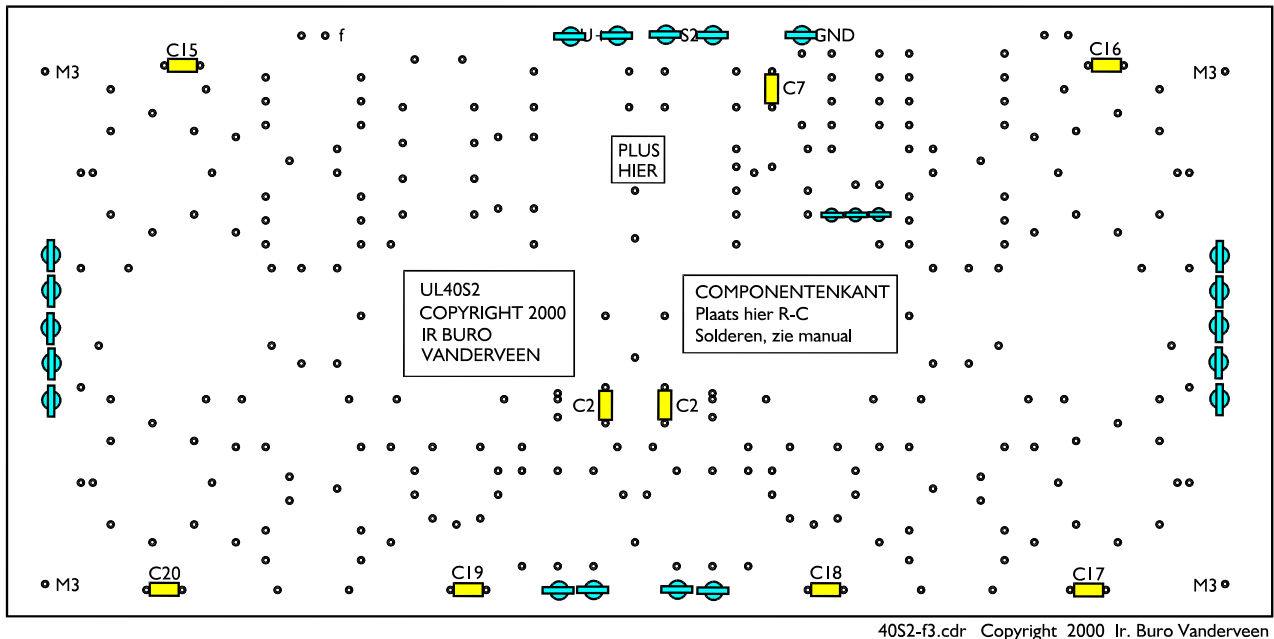 f
U+
S2
GND
C15
C16
M3
M3
C7
PLUS
HIER
UL40S2
COPYRIGHT 2000
IR BURO
VANDERVEEN
COMPONENTENKANT
Plaats hier R-C
Solderen, zie manual
C2
C2
C20
C19
C18
C17
M3
M3
40S2-f3.cdr Copyright 2000 Ir. Buro Vanderveen